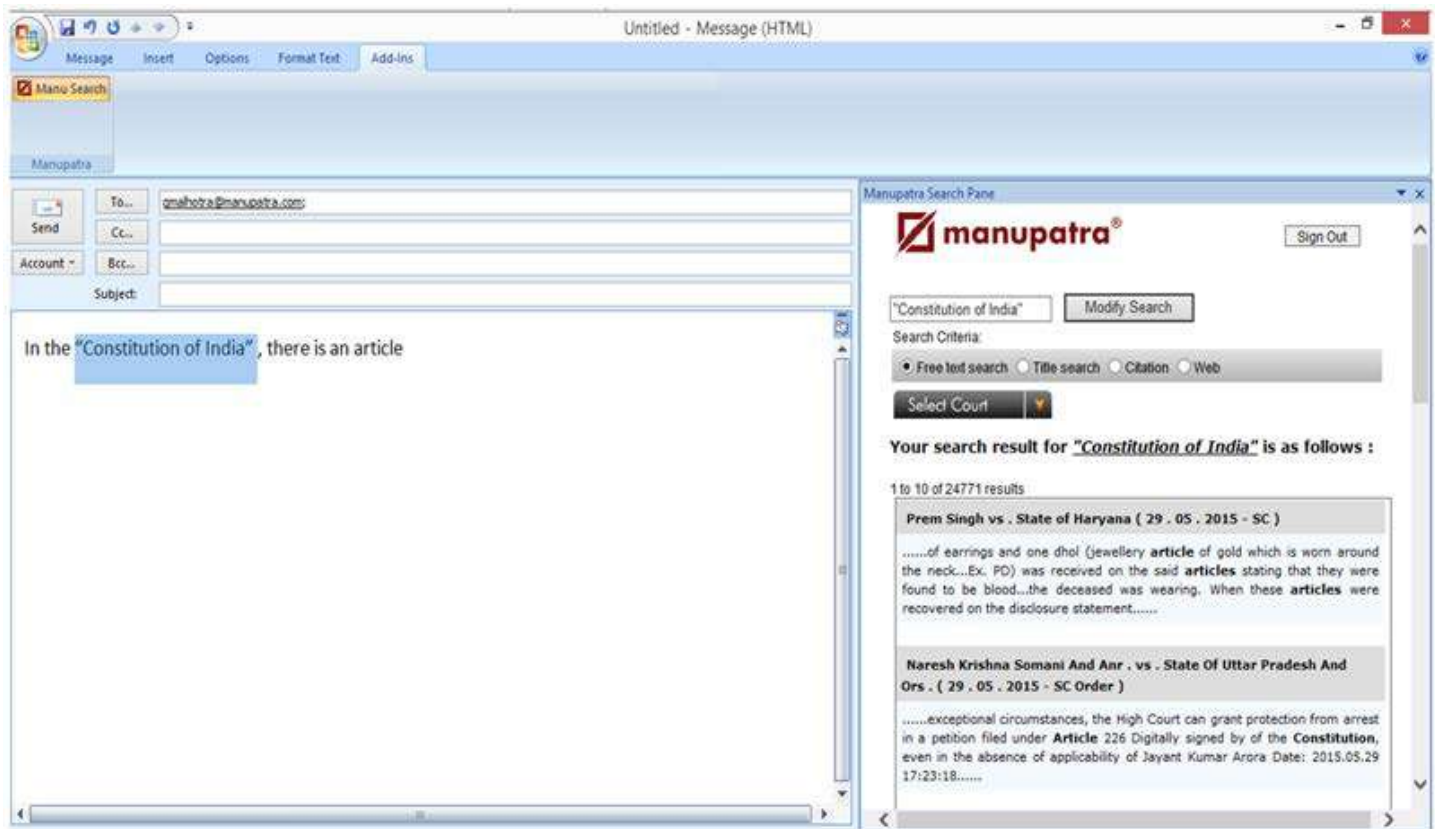 Untitled - Message (HTML)
Message Insert Options Format Text Add-Ins
Manu Search
Manupatra
Send
To...
gmalhotra@manupatra.com;
Cc...
Account
Bcc...
Subject:
In the “Constitution of India” , there is an article
Manupatra Search Pane
manupatra®
Sign Out
"Constitution of India"
Modify Search
Search Criteria:
Free text search Title search Citation Web
Select Court
Your search result for "Constitution of India" is as follows :
1 to 10 of 24771 results
Prem Singh vs . State of Haryana ( 29 . 05 . 2015 - SC )
......of earrings and one dhol (jewellery article of gold which is worn around
the neck...Ex. PD) was received on the said articles stating that they were
found to be blood...the deceased was wearing. When these articles were
recovered on the disclosure statement......
Naresh Krishna Somani And Anr . vs . State Of Uttar Pradesh And
Ors . ( 29 . 05 . 2015 - SC Order )
......exceptional circumstances, the High Court can grant protection from arrest
in a petition filed under Article 226 Digitally signed by of the Constitution,
even in the absence of applicability of Jayant Kumar Arora Date: 2015.05.29
17:23:18......